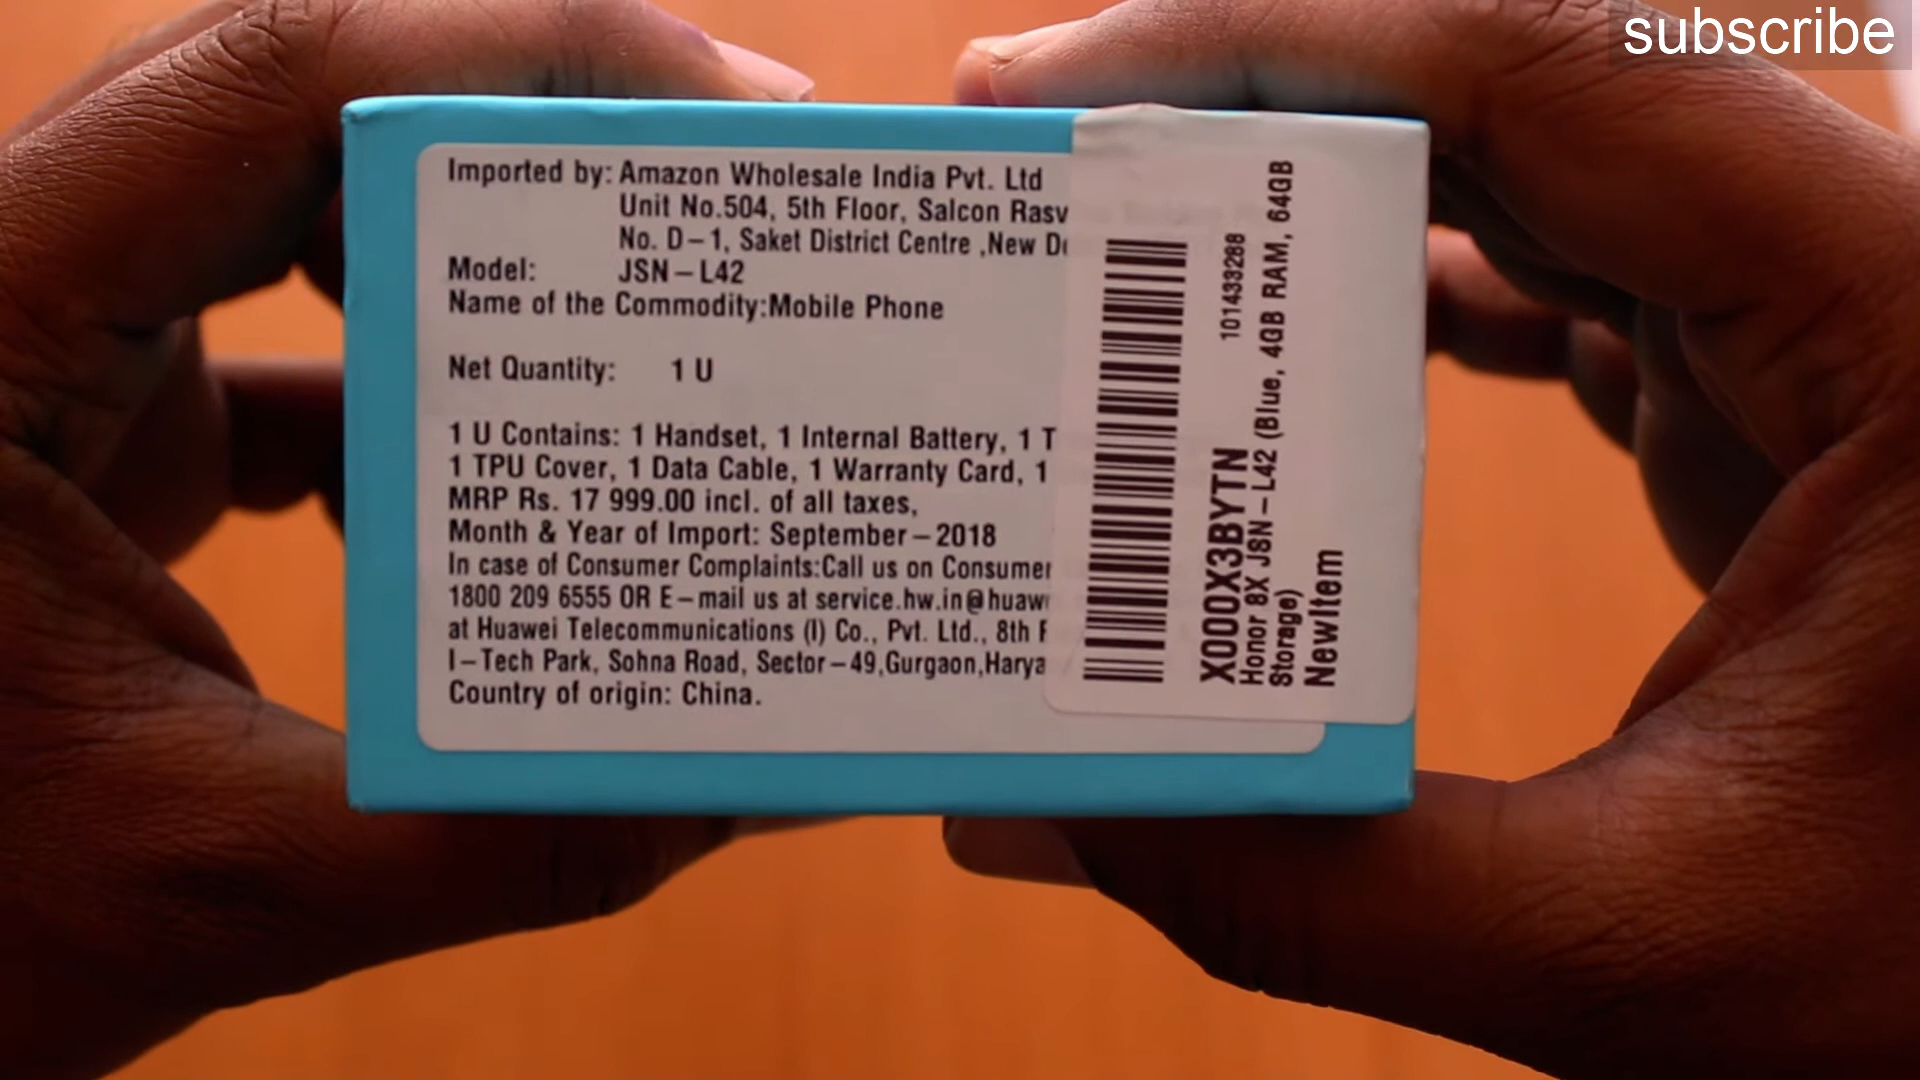 subscribe
Imported by: Amazon Wholesale India Pvt. Ltd
Unit No.504, 5th Floor, Salcon Rasv
No. D-1, Saket District Centre ,New De
Model: JSN-L42
Name of the Commodity:Mobile Phone
Net Quantity: 1 U
1 U Contains: 1 Handset, 1 Internal Battery, 1 T
1 TPU Cover, 1 Data Cable, 1 Warranty Card, 1
MRP Rs. 17 999.00 incl. of all taxes,
Month & Year of Import: September-2018
In case of Consumer Complaints:Call us on Consumer
1800 209 6555 OR E-mail us at service.hw.in@huaw
at Huawei Telecommunications (I) Co., Pvt. Ltd., 8th F
I-Tech Park, Sohna Road, Sector-49,Gurgaon,Harya
Country of origin: China.
101433288
X000X3BYTN
Honor 8X JSN-L42 (Blue, 4GB RAM, 64GB
Storage)
NewItem